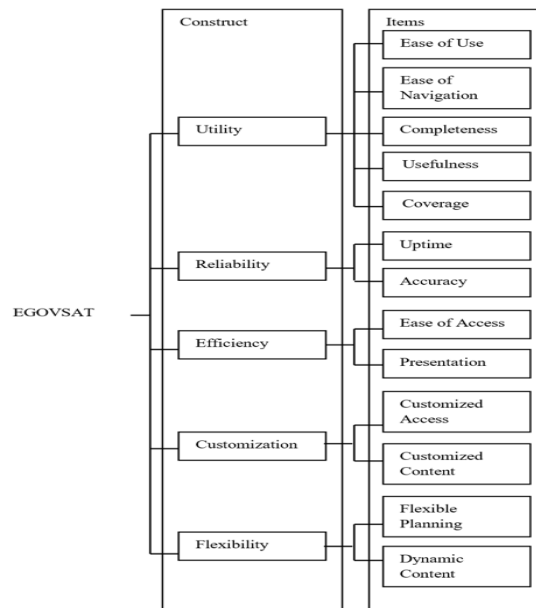 Construct
Items
EGOVSAT
Utility
Ease of Use
Ease of
Navigation
Completeness
Usefulness
Coverage
Reliability
Uptime
Accuracy
Efficiency
Ease of Access
Presentation
Customization
Customized
Access
Customized
Content
Flexibility
Flexible
Planning
Dynamic
Content